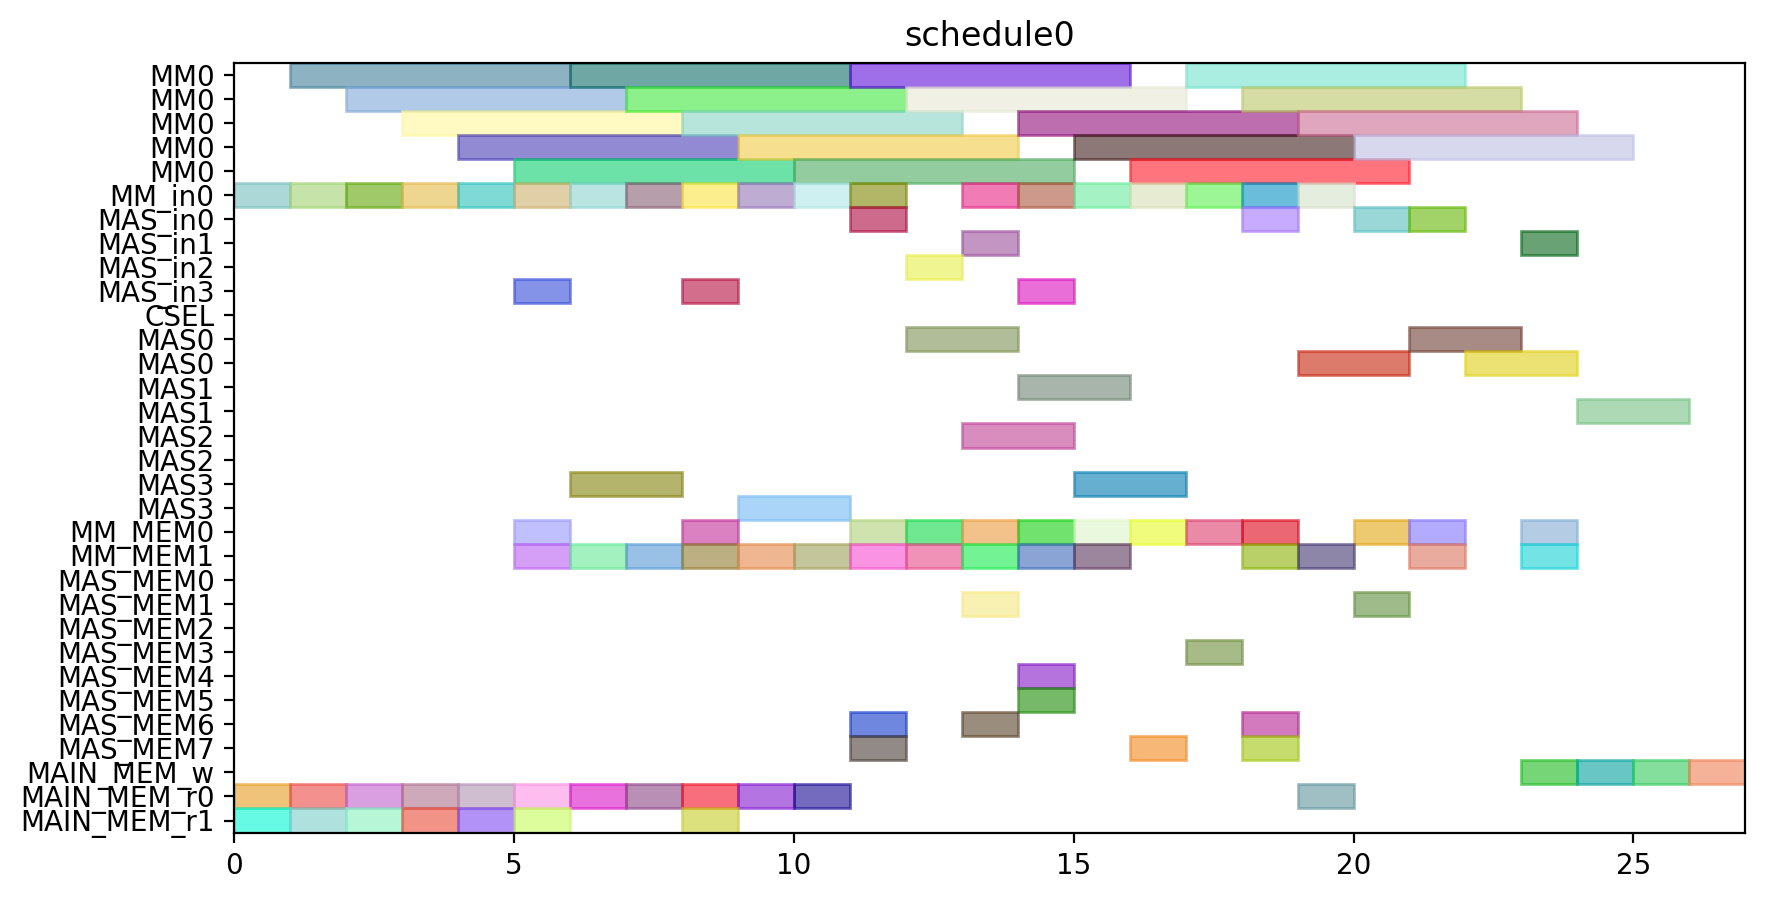 schedule0
MM0
MM0
MM0
MM0
MM0
MM_in0
MAS_in0
MAS_in1
MAS_in2
MAS_in3
CSEL
MAS0
MAS0
MAS1
MAS1
MAS2
MAS2
MAS3
MAS3
MM_MEM0
MM_MEM1
MAS_MEM0
MAS_MEM1
MAS_MEM2
MAS_MEM3
MAS_MEM4
MAS_MEM5
MAS_MEM6
MAS_MEM7
MAIN_MEM_w
MAIN_MEM_r0
MAIN_MEM_r1
0 5 10 15 20 25